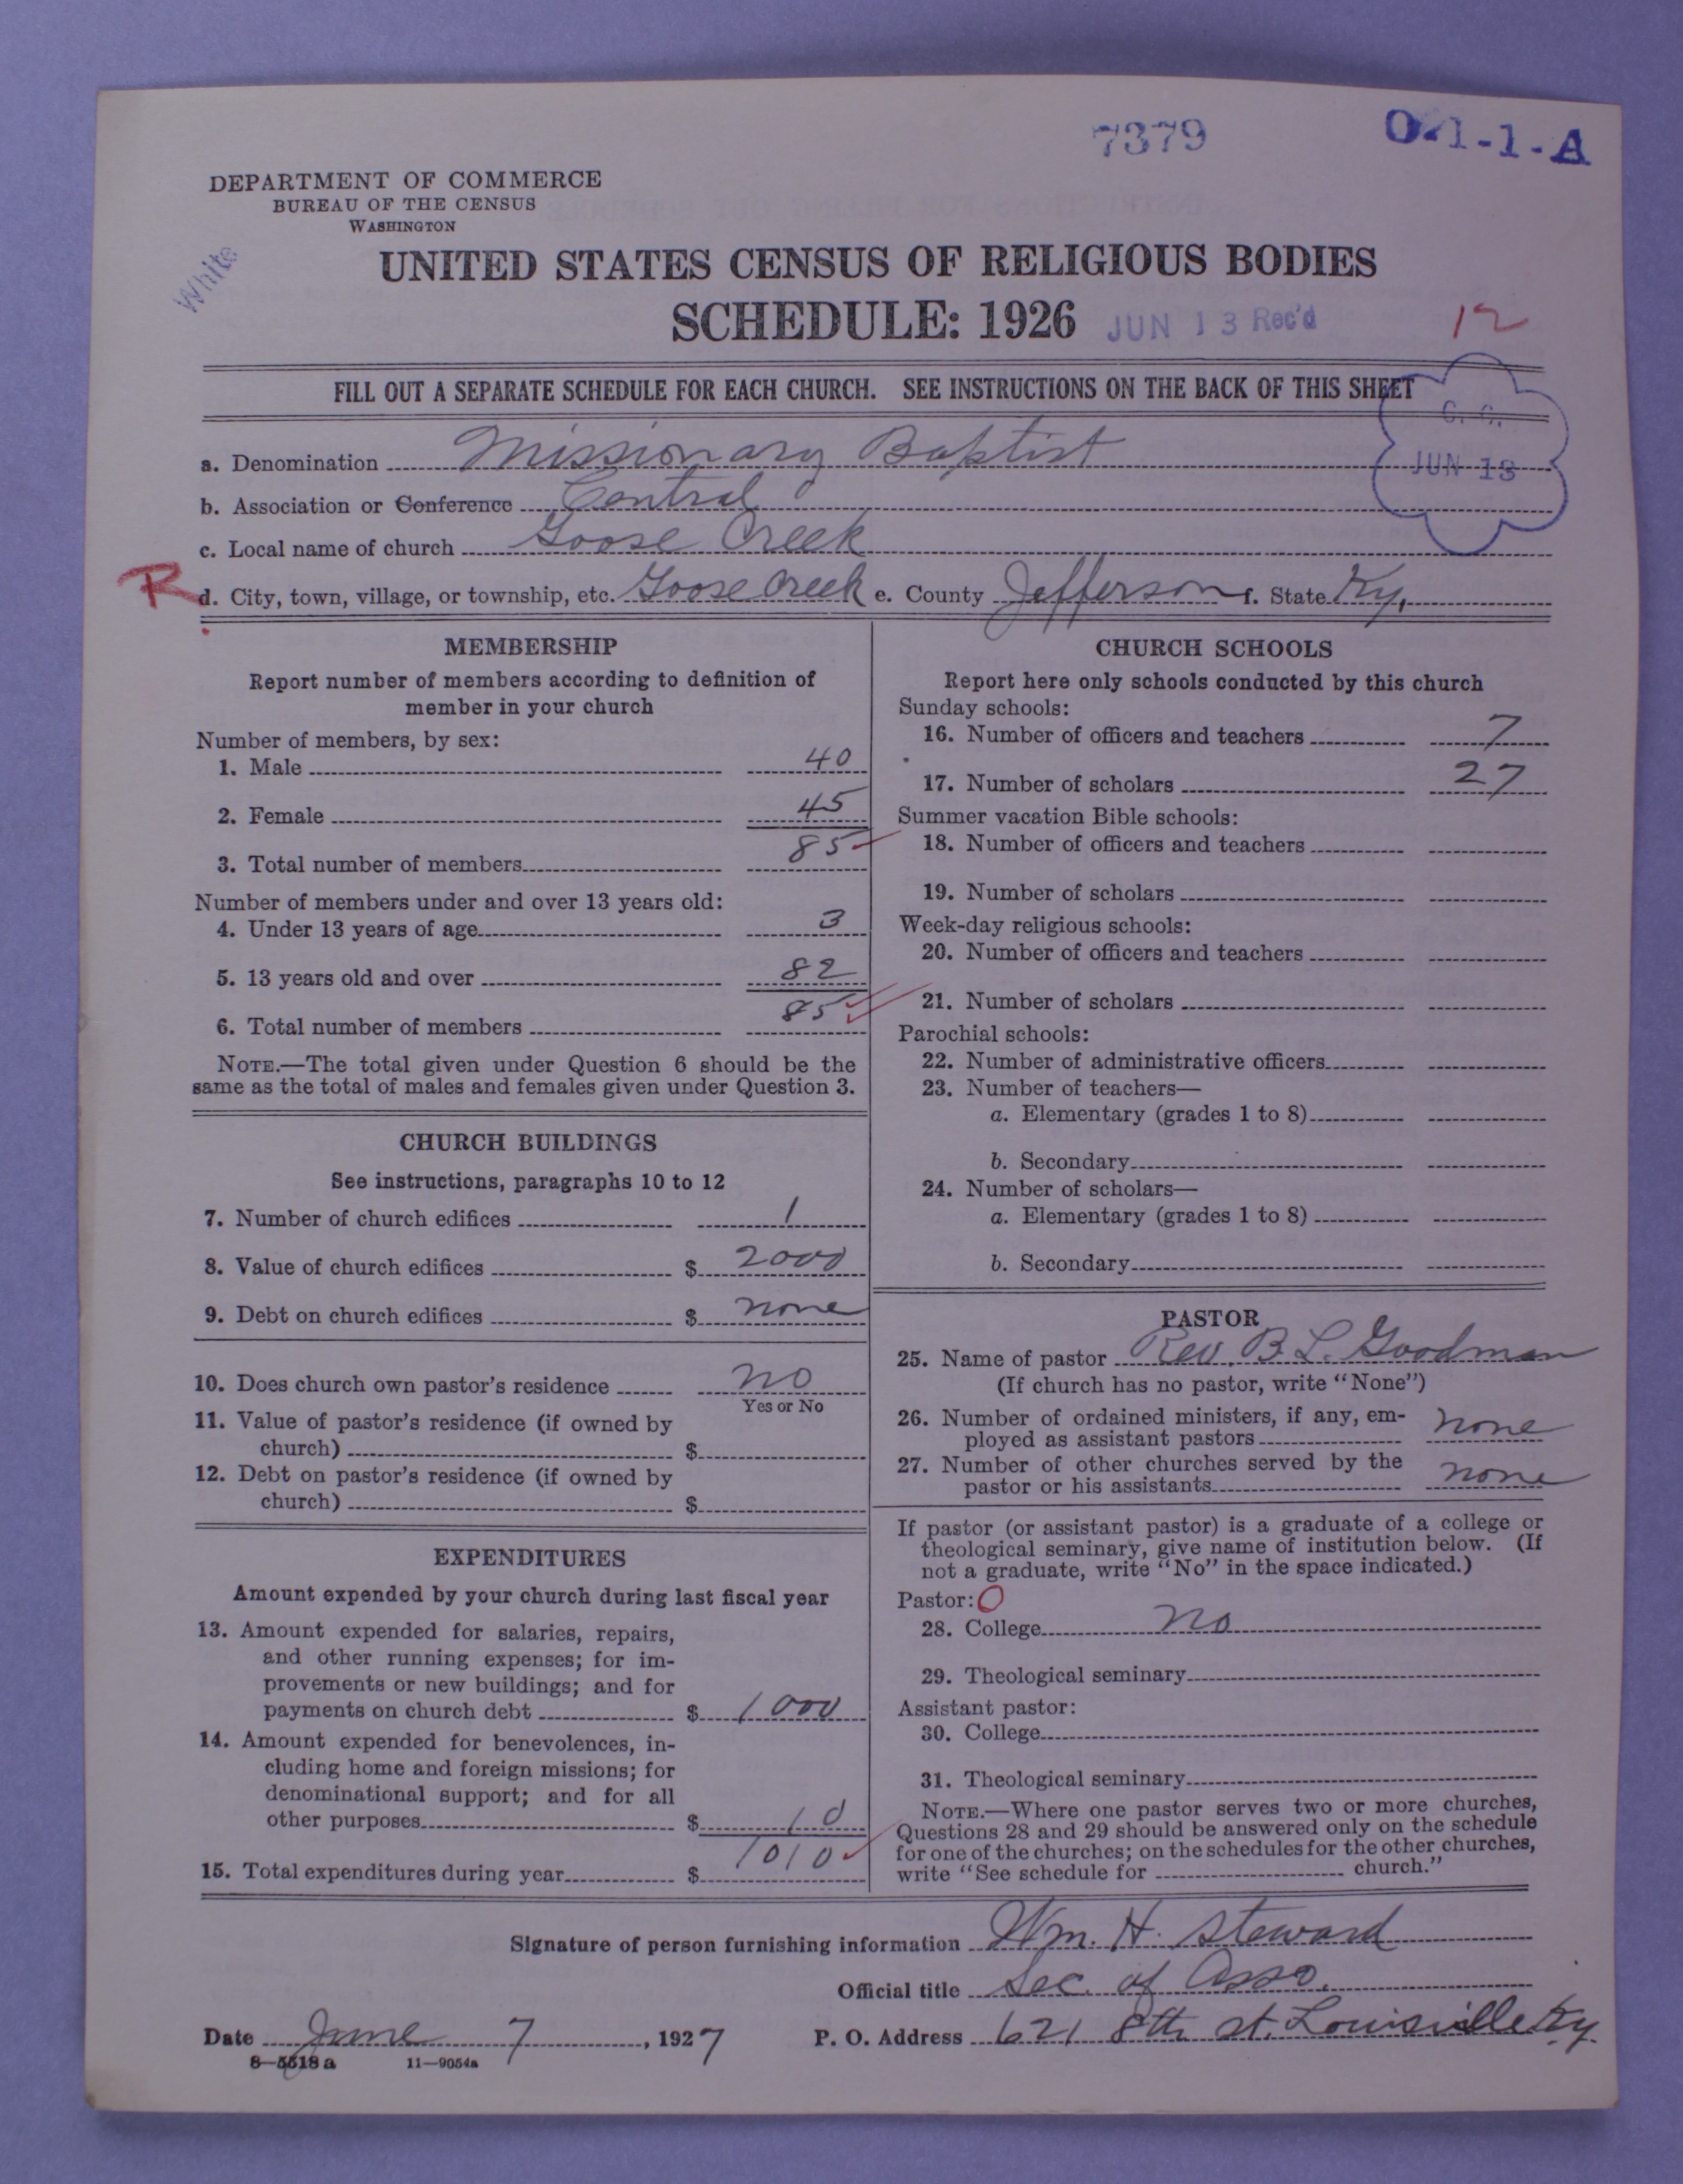 7379
O-1-1-A
DEPARTMENT OF COMMERCE
BUREAU OF THE CENSUS
WASHINGTON
White
UNITED STATES CENSUS OF RELIGIOUS BODIES
SCHEDULE: 1926 JUN 13 Rec'd 12
FILL OUT A SEPARATE SCHEDULE FOR EACH CHURCH. SEE INSTRUCTIONS ON THE BACK OF THIS SHEET
a. Denomination Missionary Baptist
JUN 13
b. Association or Conference Central
c. Local name of church Goose Creek
R d. City, town, village, or township, etc. Goose Creek e. County Jefferson f. State Ky,
MEMBERSHIP
Report number of members according to definition of
member in your church
Number of members, by sex:
1. Male 40
2. Female 45
3. Total number of members 85
Number of members under and over 13 years old:
4. Under 13 years of age 3
5. 13 years old and over 82
6. Total number of members 85
NOTE.—The total given under Question 6 should be the
same as the total of males and females given under Question 3.
CHURCH BUILDINGS
See instructions, paragraphs 10 to 12
7. Number of church edifices 1
8. Value of church edifices $ 2000
9. Debt on church edifices $ none
10. Does church own pastor's residence no
Yes or No
11. Value of pastor's residence (if owned by
church) $
12. Debt on pastor's residence (if owned by
church) $
EXPENDITURES
Amount expended by your church during last fiscal year
13. Amount expended for salaries, repairs,
and other running expenses; for im-
provements or new buildings; and for
payments on church debt $ 1000
14. Amount expended for benevolences, in-
cluding home and foreign missions; for
denominational support; and for all
other purposes $ 10
15. Total expenditures during year $ 1010
CHURCH SCHOOLS
Report here only schools conducted by this church
Sunday schools:
16. Number of officers and teachers 7
17. Number of scholars 27
Summer vacation Bible schools:
18. Number of officers and teachers
19. Number of scholars
Week-day religious schools:
20. Number of officers and teachers
21. Number of scholars
Parochial schools:
22. Number of administrative officers
23. Number of teachers—
a. Elementary (grades 1 to 8)
b. Secondary
24. Number of scholars—
a. Elementary (grades 1 to 8)
b. Secondary
PASTOR
25. Name of pastor Rev. B. L. Goodman
(If church has no pastor, write "None")
26. Number of ordained ministers, if any, em-
ployed as assistant pastors none
27. Number of other churches served by the
pastor or his assistants none
If pastor (or assistant pastor) is a graduate of a college or
theological seminary, give name of institution below. (If
not a graduate, write "No" in the space indicated.)
Pastor: O
28. College no
29. Theological seminary
Assistant pastor:
30. College
31. Theological seminary
NOTE.—Where one pastor serves two or more churches,
Questions 28 and 29 should be answered only on the schedule
for one of the churches; on the schedules for the other churches,
write "See schedule for church."
Signature of person furnishing information Wm. H. Steward
Official title Sec. of Asso.
Date June 7, 1927 P. O. Address 621 8th st. Louisville Ky.
8—5518 a 11—9054a